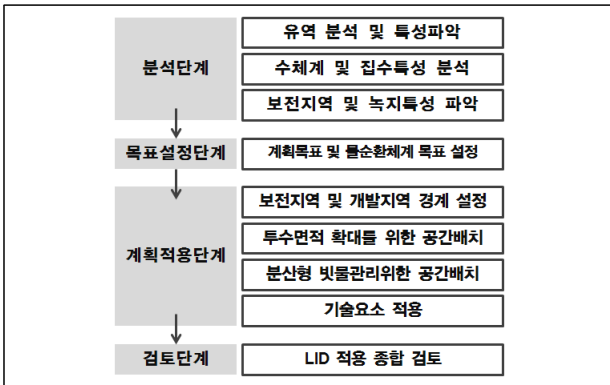 분석단계
유역 분석 및 특성파악
수체계 및 집수특성 분석
보전지역 및 녹지특성 파악
목표설정단계
계획목표 및 물순환체계 목표 설정
계획적용단계
보전지역 및 개발지역 경계 설정
투수면적 확대를 위한 공간배치
분산형 빗물관리위한 공간배치
기술요소 적용
검토단계
LID 적용 종합 검토